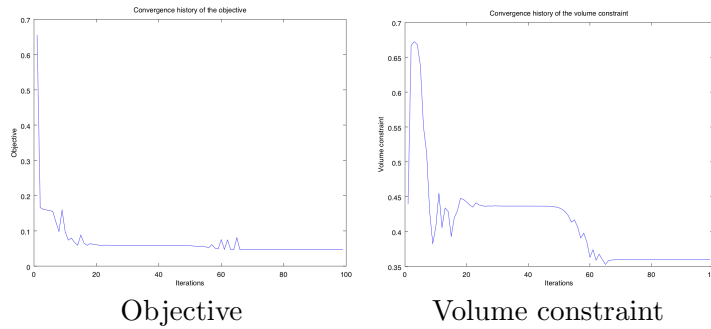 Convergence history of the objective
0.7
0.6
0.5
0.4
0.3
0.2
0.1
0
Objective
0 20 40 60 80 100
Iterations
Objective
Convergence history of the volume constraint
0.7
0.65
0.6
0.55
0.5
0.45
0.4
0.35
Volume constraint
0 20 40 60 80 100
Iterations
Volume constraint